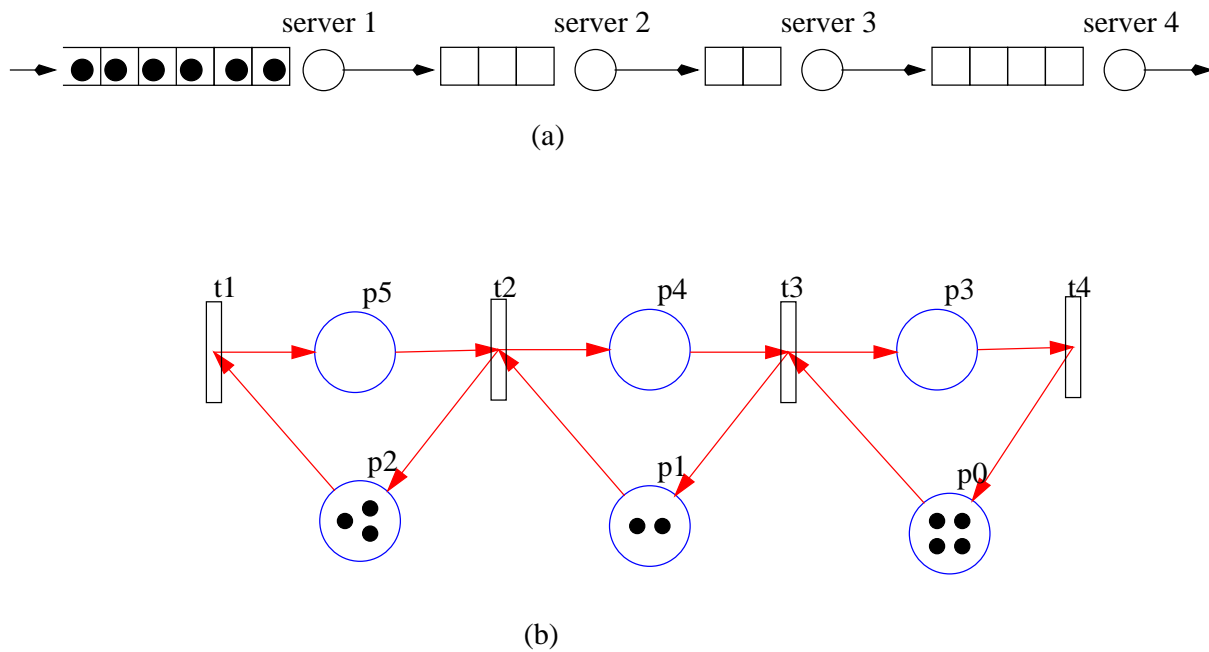 server 1 server 2 server 3 server 4
(a)
t1 p5 t2 p4 t3 p3 t4
p2 p1 p0
(b)